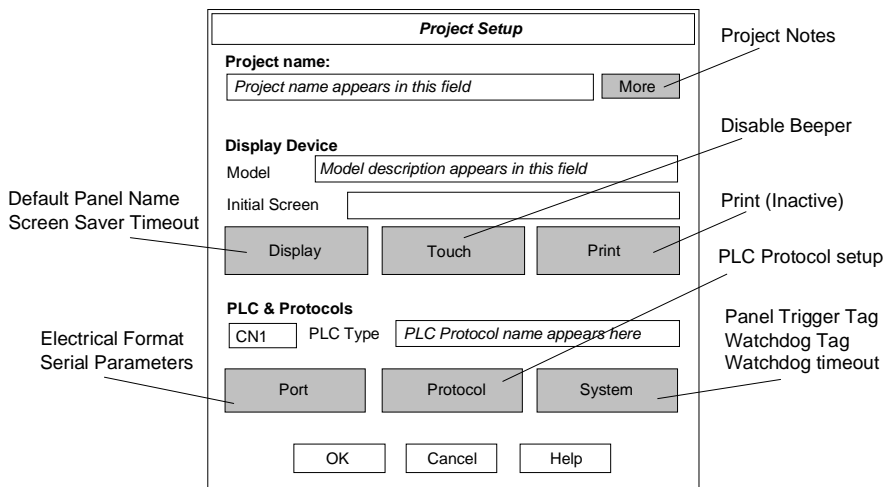 Project Setup
Project Notes
Project name:
Project name appears in this field
More
Disable Beeper
Display Device
Model
Model description appears in this field
Default Panel Name
Screen Saver Timeout
Initial Screen
Print (Inactive)
Display
Touch
Print
PLC Protocol setup
PLC & Protocols
CN1
PLC Type
PLC Protocol name appears here
Panel Trigger Tag
Watchdog Tag
Watchdog timeout
Electrical Format
Serial Parameters
Port
Protocol
System
OK
Cancel
Help